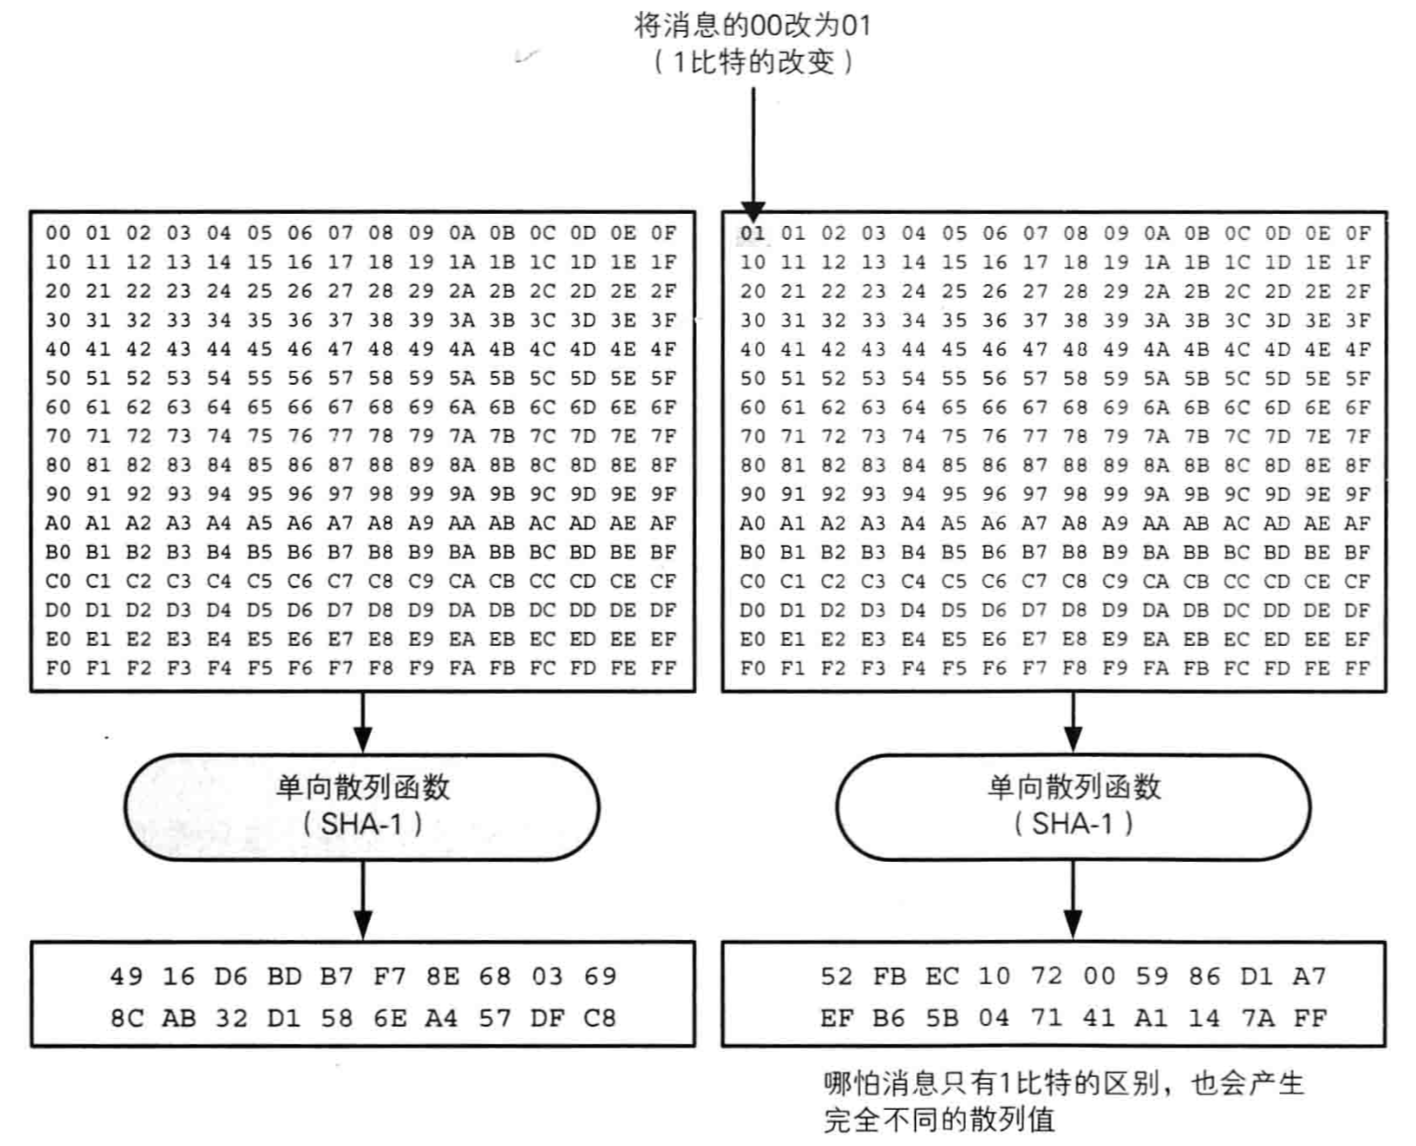 将消息的00改为01
（1比特的改变）
00 01 02 03 04 05 06 07 08 09 0A 0B 0C 0D 0E 0F
10 11 12 13 14 15 16 17 18 19 1A 1B 1C 1D 1E 1F
20 21 22 23 24 25 26 27 28 29 2A 2B 2C 2D 2E 2F
30 31 32 33 34 35 36 37 38 39 3A 3B 3C 3D 3E 3F
40 41 42 43 44 45 46 47 48 49 4A 4B 4C 4D 4E 4F
50 51 52 53 54 55 56 57 58 59 5A 5B 5C 5D 5E 5F
60 61 62 63 64 65 66 67 68 69 6A 6B 6C 6D 6E 6F
70 71 72 73 74 75 76 77 78 79 7A 7B 7C 7D 7E 7F
80 81 82 83 84 85 86 87 88 89 8A 8B 8C 8D 8E 8F
90 91 92 93 94 95 96 97 98 99 9A 9B 9C 9D 9E 9F
A0 A1 A2 A3 A4 A5 A6 A7 A8 A9 AA AB AC AD AE AF
B0 B1 B2 B3 B4 B5 B6 B7 B8 B9 BA BB BC BD BE BF
C0 C1 C2 C3 C4 C5 C6 C7 C8 C9 CA CB CC CD CE CF
D0 D1 D2 D3 D4 D5 D6 D7 D8 D9 DA DB DC DD DE DF
E0 E1 E2 E3 E4 E5 E6 E7 E8 E9 EA EB EC ED EE EF
F0 F1 F2 F3 F4 F5 F6 F7 F8 F9 FA FB FC FD FE FF
单向散列函数
（SHA-1）
49 16 D6 BD B7 F7 8E 68 03 69
8C AB 32 D1 58 6E A4 57 DF C8
01 01 02 03 04 05 06 07 08 09 0A 0B 0C 0D 0E 0F
10 11 12 13 14 15 16 17 18 19 1A 1B 1C 1D 1E 1F
20 21 22 23 24 25 26 27 28 29 2A 2B 2C 2D 2E 2F
30 31 32 33 34 35 36 37 38 39 3A 3B 3C 3D 3E 3F
40 41 42 43 44 45 46 47 48 49 4A 4B 4C 4D 4E 4F
50 51 52 53 54 55 56 57 58 59 5A 5B 5C 5D 5E 5F
60 61 62 63 64 65 66 67 68 69 6A 6B 6C 6D 6E 6F
70 71 72 73 74 75 76 77 78 79 7A 7B 7C 7D 7E 7F
80 81 82 83 84 85 86 87 88 89 8A 8B 8C 8D 8E 8F
90 91 92 93 94 95 96 97 98 99 9A 9B 9C 9D 9E 9F
A0 A1 A2 A3 A4 A5 A6 A7 A8 A9 AA AB AC AD AE AF
B0 B1 B2 B3 B4 B5 B6 B7 B8 B9 BA BB BC BD BE BF
C0 C1 C2 C3 C4 C5 C6 C7 C8 C9 CA CB CC CD CE CF
D0 D1 D2 D3 D4 D5 D6 D7 D8 D9 DA DB DC DD DE DF
E0 E1 E2 E3 E4 E5 E6 E7 E8 E9 EA EB EC ED EE EF
F0 F1 F2 F3 F4 F5 F6 F7 F8 F9 FA FB FC FD FE FF
单向散列函数
（SHA-1）
52 FB EC 10 72 00 59 86 D1 A7
EF B6 5B 04 71 41 A1 14 7A FF
哪怕消息只有1比特的区别，也会产生
完全不同的散列值